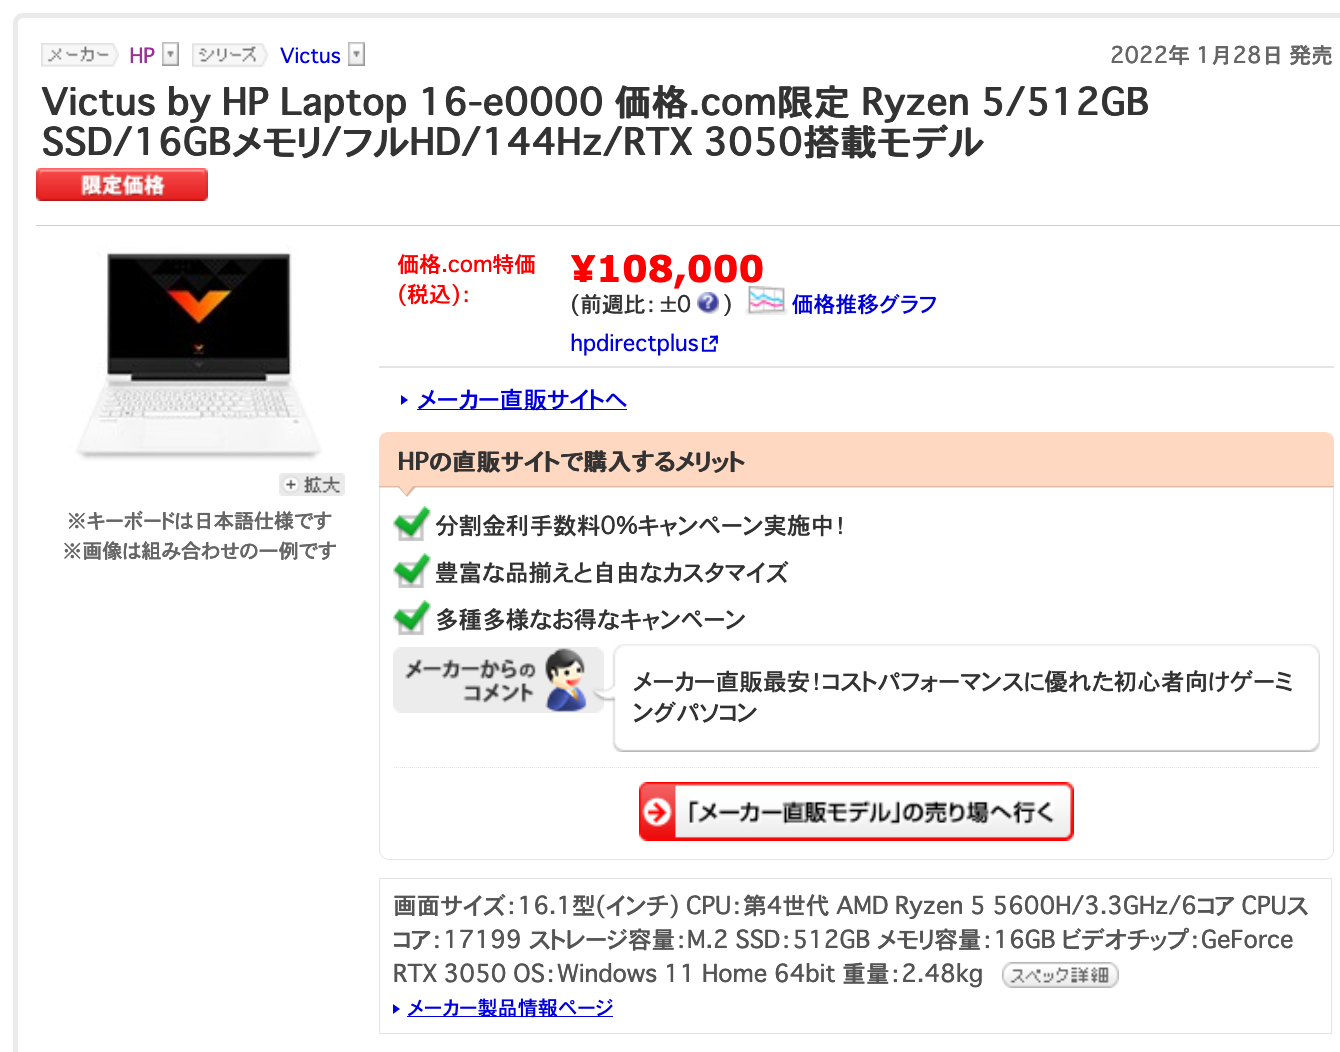 メーカー HP シリーズ Victus
2022年 1月28日 発売
Victus by HP Laptop 16-e0000 価格.com限定 Ryzen 5/512GB
SSD/16GBメモリ/フルHD/144Hz/RTX 3050搭載モデル
限定価格
価格.com特価
(税込):
¥108,000
(前週比:±0 ?) 価格推移グラフ
hpdirectplus
メーカー直販サイトへ
+ 拡大
※キーボードは日本語仕様です
※画像は組み合わせの一例です
HPの直販サイトで購入するメリット
分割金利手数料0%キャンペーン実施中!
豊富な品揃えと自由なカスタマイズ
多種多様なお得なキャンペーン
メーカーからの
コメント
メーカー直販最安!コストパフォーマンスに優れた初心者向けゲーミ
ングパソコン
「メーカー直販モデル」の売り場へ行く
画面サイズ:16.1型(インチ) CPU:第4世代 AMD Ryzen 5 5600H/3.3GHz/6コア CPUス
コア:17199 ストレージ容量:M.2 SSD:512GB メモリ容量:16GB ビデオチップ:GeForce
RTX 3050 OS:Windows 11 Home 64bit 重量:2.48kg スペック詳細
メーカー製品情報ページ